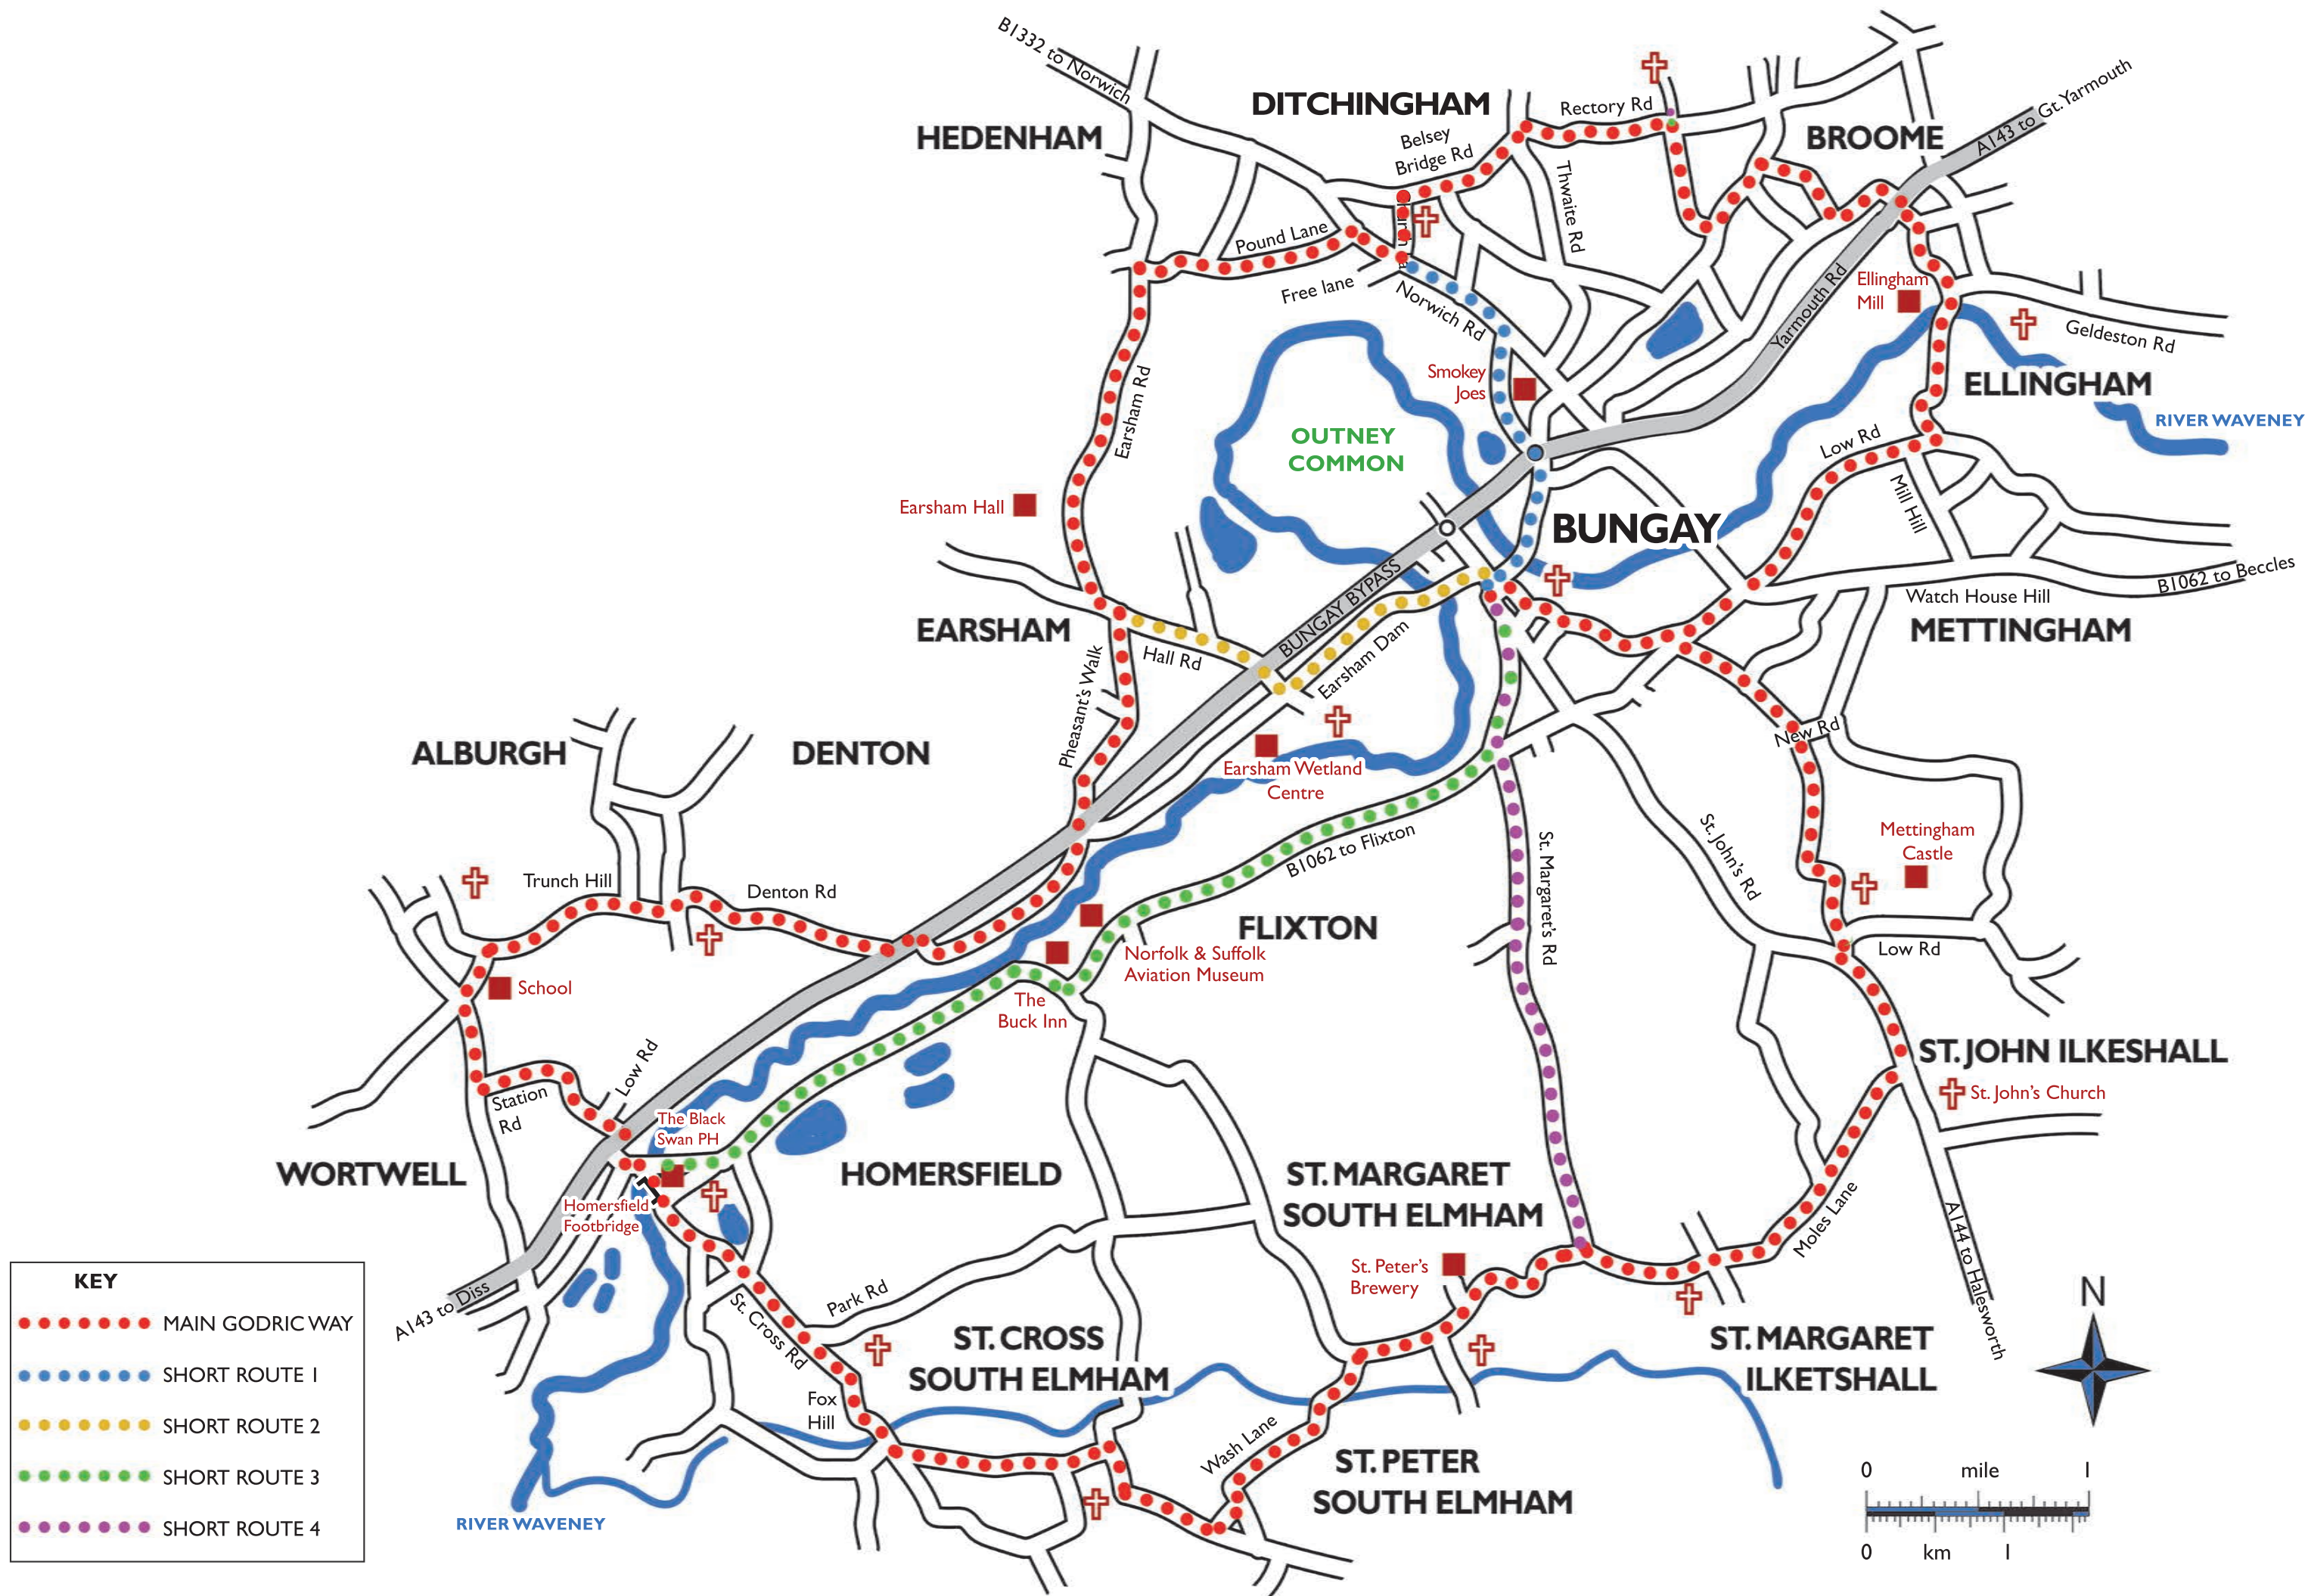 B1332 to Norwich
DITCHINGHAM
Rectory Rd
HEDENHAM
Belsey
Bridge Rd
BROOME
A143 to Gt. Yarmouth
Thwaite Rd
Pound Lane
Free lane
Norwich Rd
Ellingham
Mill
Yarmouth Rd
Geldeston Rd
Smokey
Joes
ELLINGHAM
RIVER WAVENEY
Earsham Rd
OUTNEY
COMMON
Low Rd
Earsham Hall
Mill Hill
BUNGAY
BUNGAY BYPASS
B1062 to Beccles
Watch House Hill
EARSHAM
METTINGHAM
Hall Rd
Earsham Dam
Pheasant's Walk
New Rd
ALBURGH
DENTON
Earsham Wetland
Centre
B1062 to Flixton
St. Margaret's Rd
St. John's Rd
Mettingham
Castle
Trunch Hill
Denton Rd
FLIXTON
Norfolk & Suffolk
Aviation Museum
Low Rd
School
The
Buck Inn
Low Rd
ST. JOHN ILKESHALL
St. John's Church
Station
Rd
The Black
Swan PH
WORTWELL
HOMERSFIELD
ST. MARGARET
SOUTH ELMHAM
Homersfield
Footbridge
Moles Lane
A144 to Halesworth
St. Peter's
Brewery
A143 to Diss
Park Rd
St. Cross Rd
ST. CROSS
SOUTH ELMHAM
ST. MARGARET
ILKETSHALL
Fox
Hill
Wash Lane
ST. PETER
SOUTH ELMHAM
RIVER WAVENEY
KEY
MAIN GODRIC WAY
SHORT ROUTE 1
SHORT ROUTE 2
SHORT ROUTE 3
SHORT ROUTE 4
N
0 mile 1
0 km 1